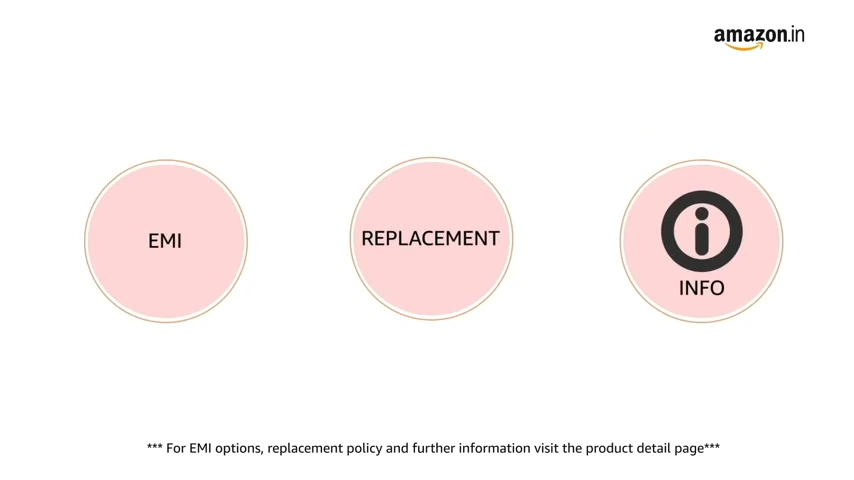 amazon.in
EMI
REPLACEMENT
INFO
*** For EMI options, replacement policy and further information visit the product detail page***